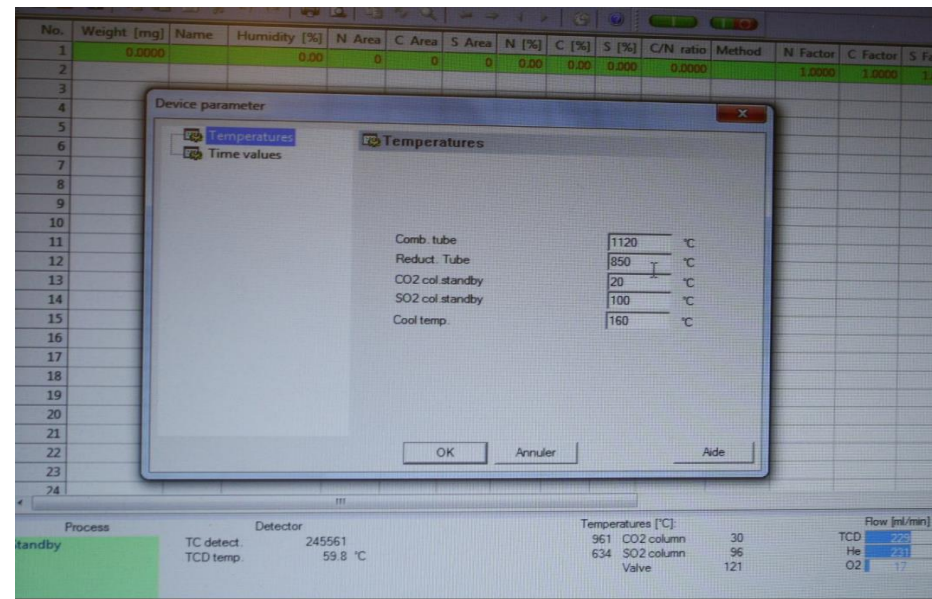 No. Weight [mg] Name Humidity [%] N Area C Area S Area N [%] C [%] S [%] C/N ratio Method N Factor C Factor
1 0.0000 0.00 0 0 0 0.00 0.00 0.000 0.0000 1.0000 1.0000
2
3
4
5
6
7
8
9
10
11
12
13
14
15
16
17
18
19
20
21
22
23
24
Device parameter
Temperatures
Time values
Temperatures
Comb. tube 1120 °C
Reduct. Tube 850 °C
CO2 col.standby 20 °C
SO2 col.standby 100 °C
Cool temp. 160 °C
OK Annuler Aide
Process Detector Temperatures [°C]: Flow [ml/min]
TC detect. 245561 961 CO2 column 30 TCD 229
TCD temp. 59.8 °C 634 SO2 column 96 He 231
Valve 121 O2 17